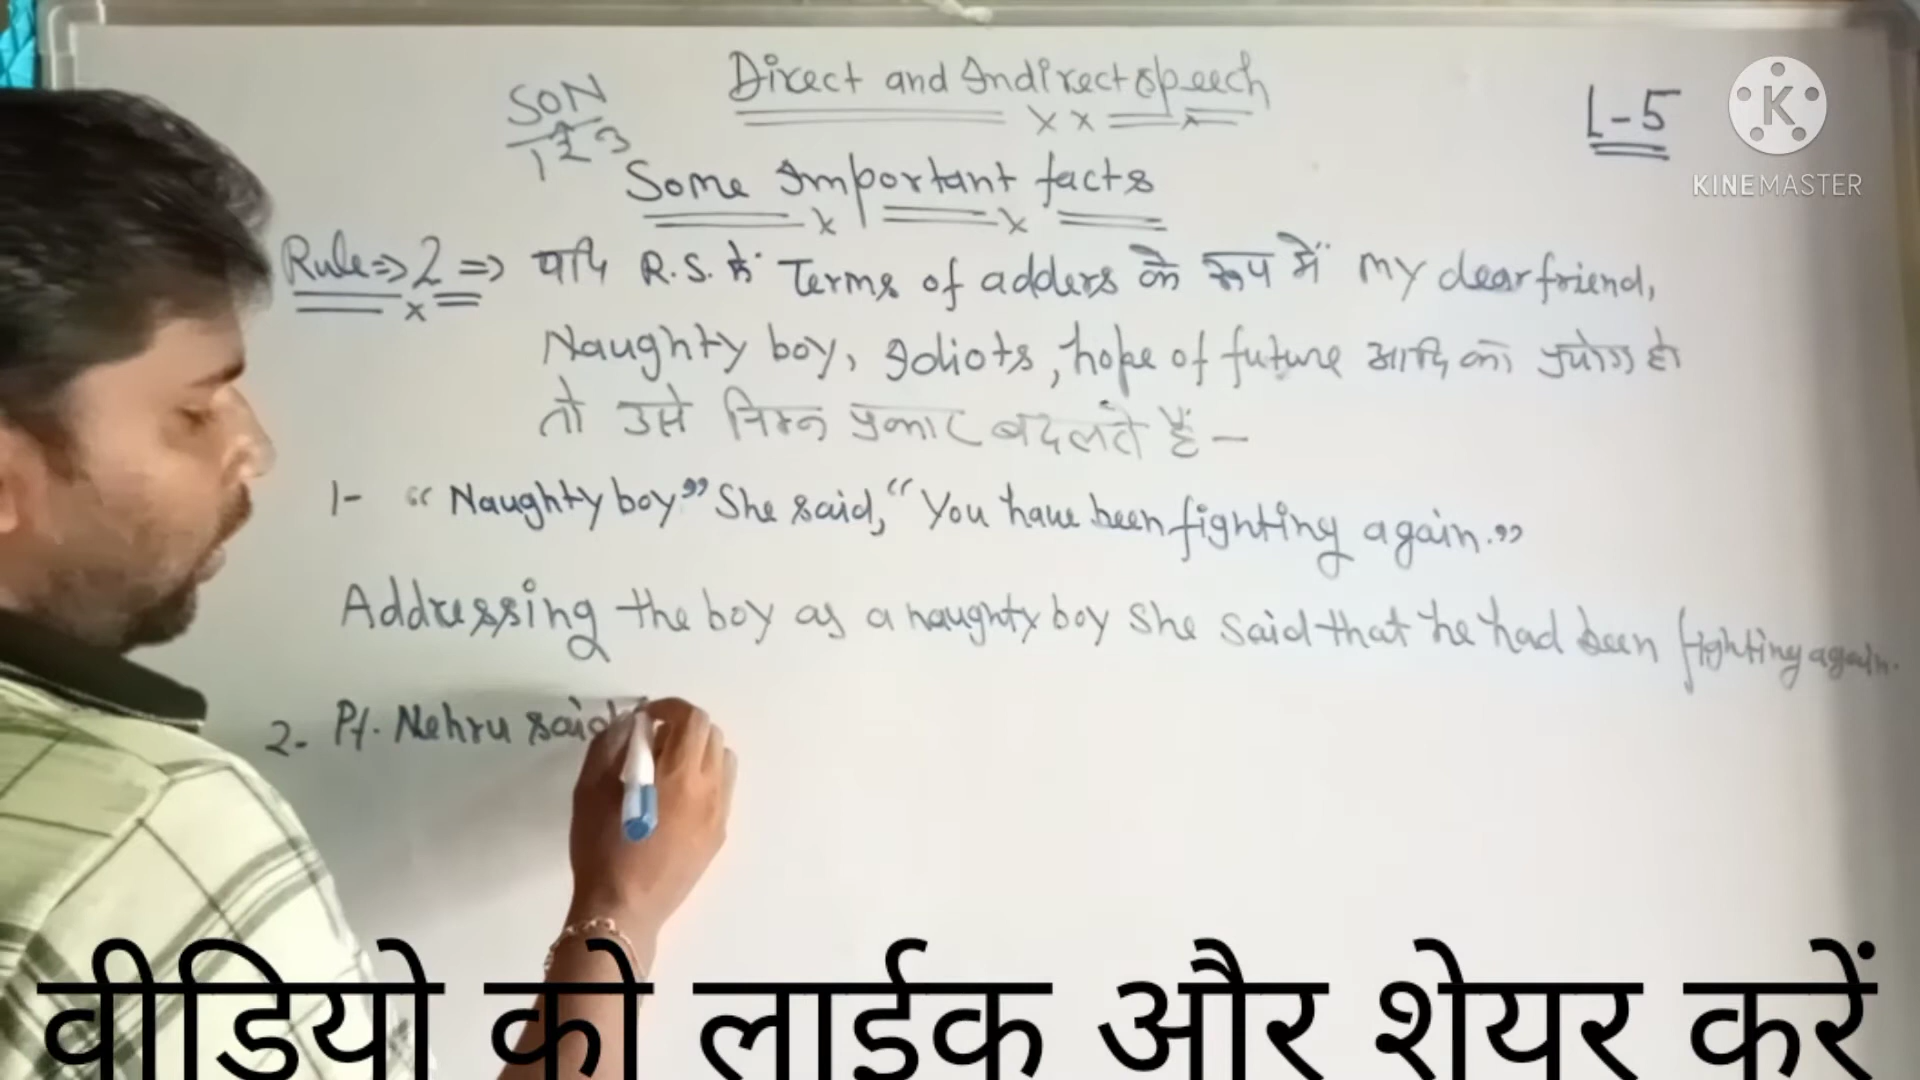 Direct and Indirect speech
SON
123
L-5
KINEMASTER
Some Important facts
Rule⇒2⇒ यदि R.S. में Terms of adders के रूप में my dear friend,
Naughty boy, Idiots, hope of future आदि का प्रयोग हो
तो उसे निम्न प्रकार बदलते हैं –
1- “Naughty boy” She said, “You have been fighting again.”
Addressing the boy as a naughty boy She said that he had been fighting again.
2- Pt. Nehru said
वीडियो को लाईक और शेयर करें